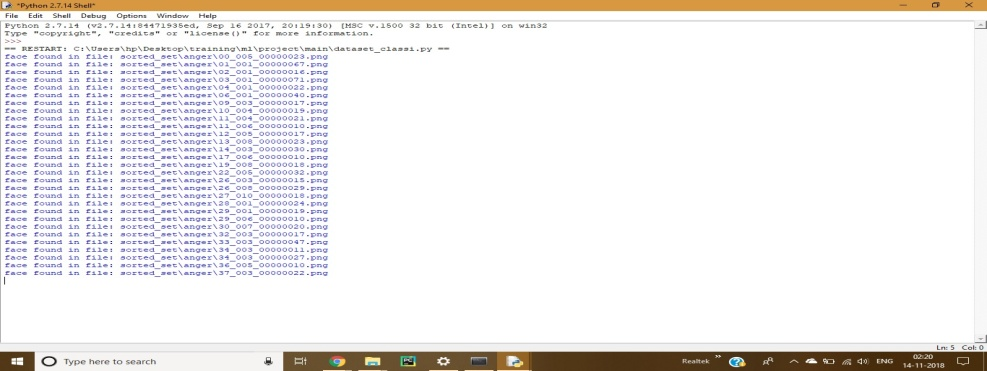 *Python 2.7.14 Shell*
File Edit Shell Debug Options Window Help
Python 2.7.14 (v2.7.14:84471935ed, Sep 16 2017, 20:19:30) [MSC v.1500 32 bit (Intel)] on win32
Type "copyright", "credits" or "license()" for more information.
>>>
== RESTART: C:\Users\hp\Desktop\training\ml\project\main\dataset_classi.py ==
face found in file: sorted_set\anger\00_005_00000023.png
face found in file: sorted_set\anger\01_001_00000067.png
face found in file: sorted_set\anger\02_001_00000016.png
face found in file: sorted_set\anger\03_001_00000071.png
face found in file: sorted_set\anger\04_001_00000022.png
face found in file: sorted_set\anger\06_001_00000040.png
face found in file: sorted_set\anger\09_003_00000017.png
face found in file: sorted_set\anger\10_004_00000019.png
face found in file: sorted_set\anger\11_004_00000021.png
face found in file: sorted_set\anger\11_006_00000010.png
face found in file: sorted_set\anger\12_005_00000017.png
face found in file: sorted_set\anger\13_008_00000023.png
face found in file: sorted_set\anger\14_003_00000030.png
face found in file: sorted_set\anger\17_006_00000010.png
face found in file: sorted_set\anger\19_008_00000018.png
face found in file: sorted_set\anger\22_005_00000032.png
face found in file: sorted_set\anger\26_003_00000015.png
face found in file: sorted_set\anger\26_008_00000029.png
face found in file: sorted_set\anger\27_010_00000018.png
face found in file: sorted_set\anger\28_001_00000024.png
face found in file: sorted_set\anger\29_001_00000019.png
face found in file: sorted_set\anger\29_006_00000010.png
face found in file: sorted_set\anger\30_007_00000020.png
face found in file: sorted_set\anger\32_003_00000017.png
face found in file: sorted_set\anger\33_003_00000047.png
face found in file: sorted_set\anger\34_003_00000011.png
face found in file: sorted_set\anger\34_003_00000027.png
face found in file: sorted_set\anger\36_005_00000010.png
face found in file: sorted_set\anger\37_003_00000022.png
Ln: 5 Col: 0
Type here to search
Realtek
ENG
02:20
14-11-2018